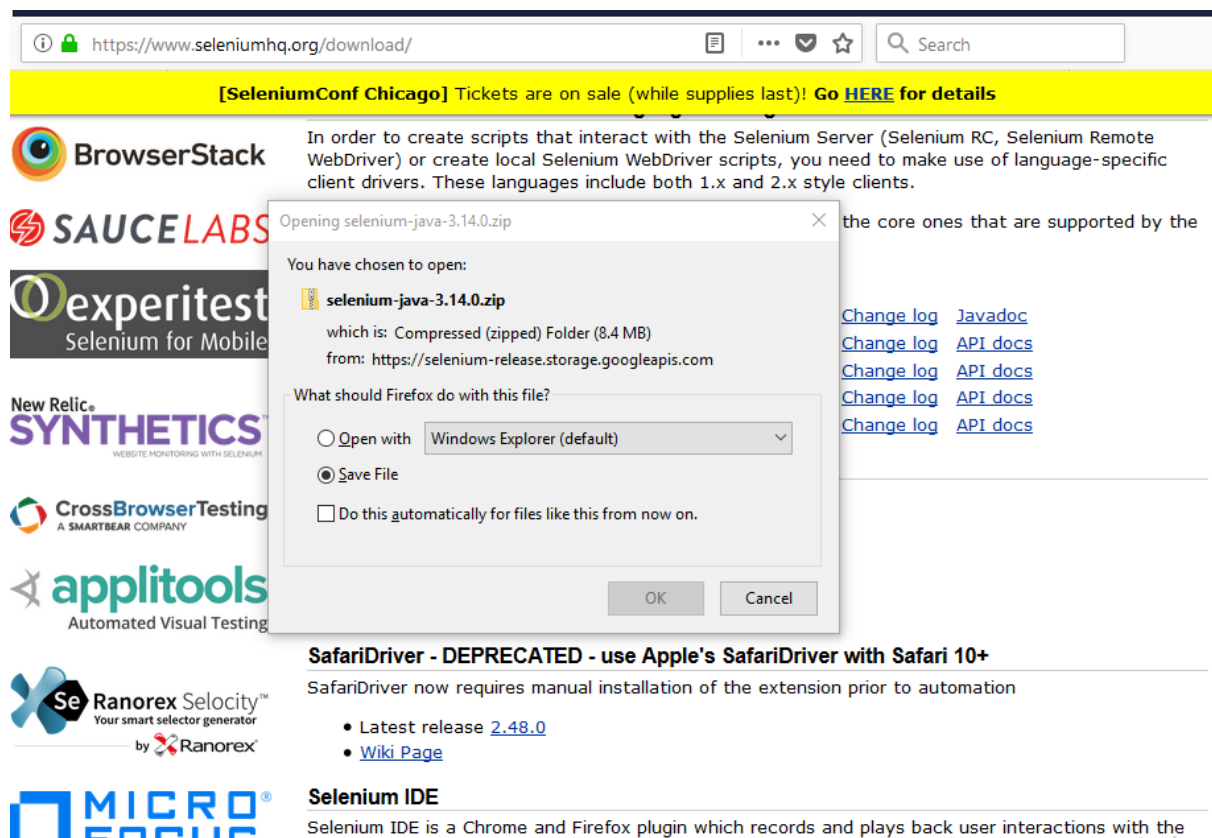 https://www.seleniumhq.org/download/
Search
[SeleniumConf Chicago] Tickets are on sale (while supplies last)! Go HERE for details
BrowserStack
SAUCELABS
experitest
Selenium for Mobile
New Relic.
SYNTHETICS™
WEBSITE MONITORING WITH SELENIUM
CrossBrowserTesting
A SMARTBEAR COMPANY
applitools
Automated Visual Testing
Se Ranorex Selocity™
Your smart selector generator
by Ranorex
MICRO®
FOCUS
In order to create scripts that interact with the Selenium Server (Selenium RC, Selenium Remote
WebDriver) or create local Selenium WebDriver scripts, you need to make use of language-specific
client drivers. These languages include both 1.x and 2.x style clients.
the core ones that are supported by the
Change log Javadoc
Change log API docs
Change log API docs
Change log API docs
Change log API docs
Opening selenium-java-3.14.0.zip
You have chosen to open:
selenium-java-3.14.0.zip
which is: Compressed (zipped) Folder (8.4 MB)
from: https://selenium-release.storage.googleapis.com
What should Firefox do with this file?
Open with Windows Explorer (default)
Save File
Do this automatically for files like this from now on.
OK Cancel
SafariDriver - DEPRECATED - use Apple's SafariDriver with Safari 10+
SafariDriver now requires manual installation of the extension prior to automation
• Latest release 2.48.0
• Wiki Page
Selenium IDE
Selenium IDE is a Chrome and Firefox plugin which records and plays back user interactions with the